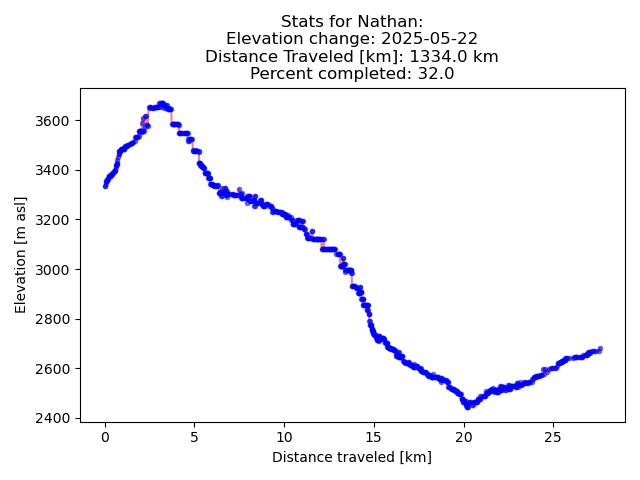 Stats for Nathan:
Elevation change: 2025-05-22
Distance Traveled [km]: 1334.0 km
Percent completed: 32.0
3600
3400
3200
3000
2800
2600
2400
Elevation [m asl]
0 5 10 15 20 25
Distance traveled [km]